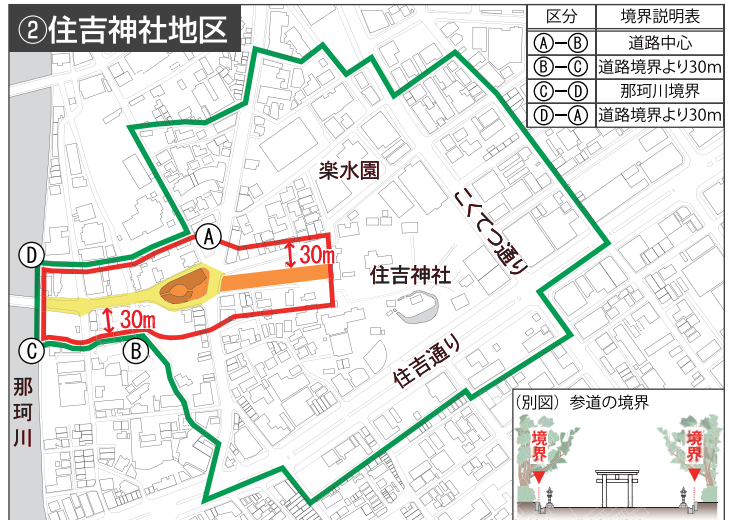 ②住吉神社地区
区分 境界説明表
Ⓐ－Ⓑ 道路中心
Ⓑ－Ⓒ 道路境界より30m
Ⓒ－Ⓓ 那珂川境界
Ⓓ－Ⓐ 道路境界より30m
楽水園
こくてつ通り
Ⓐ
Ⓓ
30m
住吉神社
30m
Ⓒ
Ⓑ
住吉通り
那珂川
(別図) 参道の境界
境界
境界